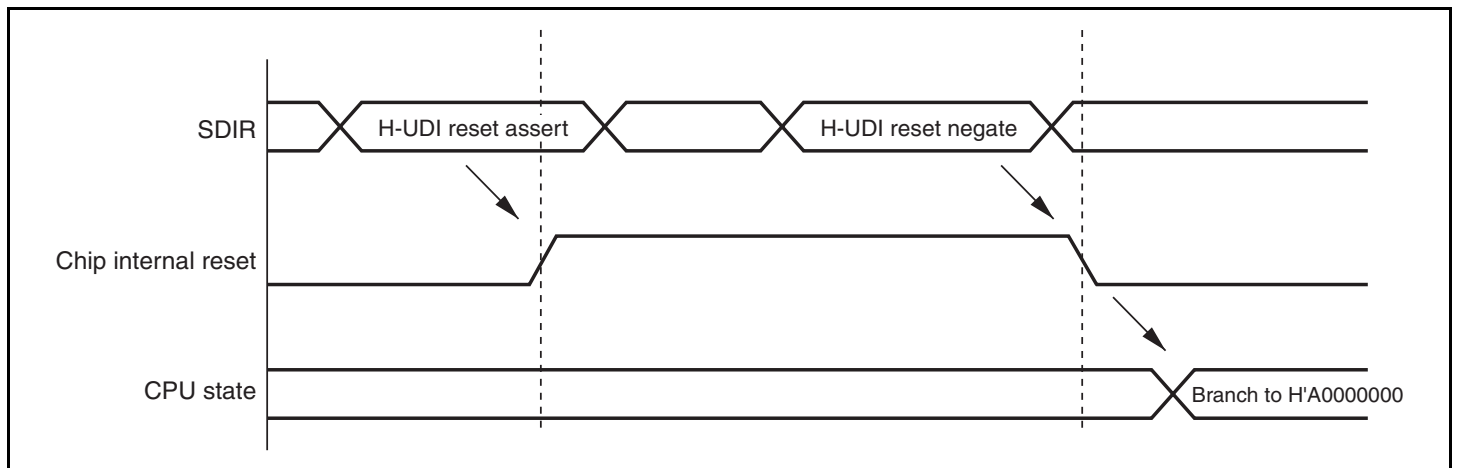 SDIR
H-UDI reset assert
H-UDI reset negate
Chip internal reset
CPU state
Branch to H'A0000000